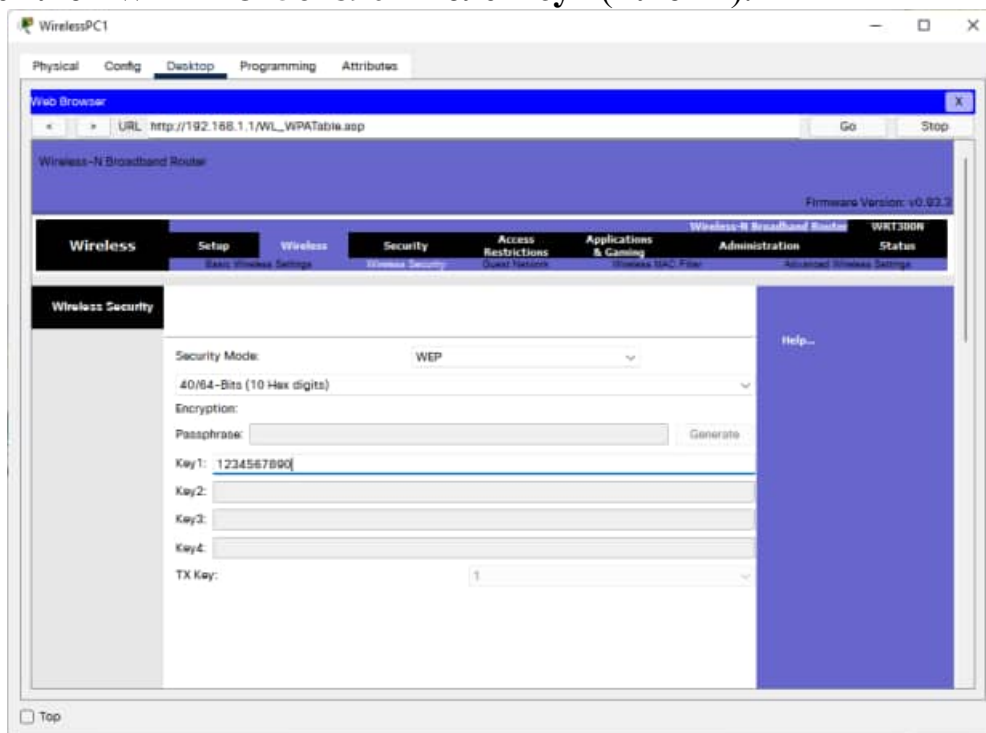 WirelessPC1
Physical Config Desktop Programming Attributes
Web Browser X
< > URL http://192.168.1.1/WL_WPATable.asp Go Stop
Wireless-N Broadband Router
Firmware Version: v0.93.3
Wireless-N Broadband Router WRT300N
Wireless Setup Wireless Security Access Restrictions Applications & Gaming Administration Status
Basic Wireless Settings Wireless Security Guest Network Wireless MAC Filter Advanced Wireless Settings
Wireless Security
Help...
Security Mode: WEP
40/64-Bits (10 Hex digits)
Encryption:
Passphrase: Generate
Key1: 1234567890
Key2:
Key3:
Key4:
TX Key: 1
Top